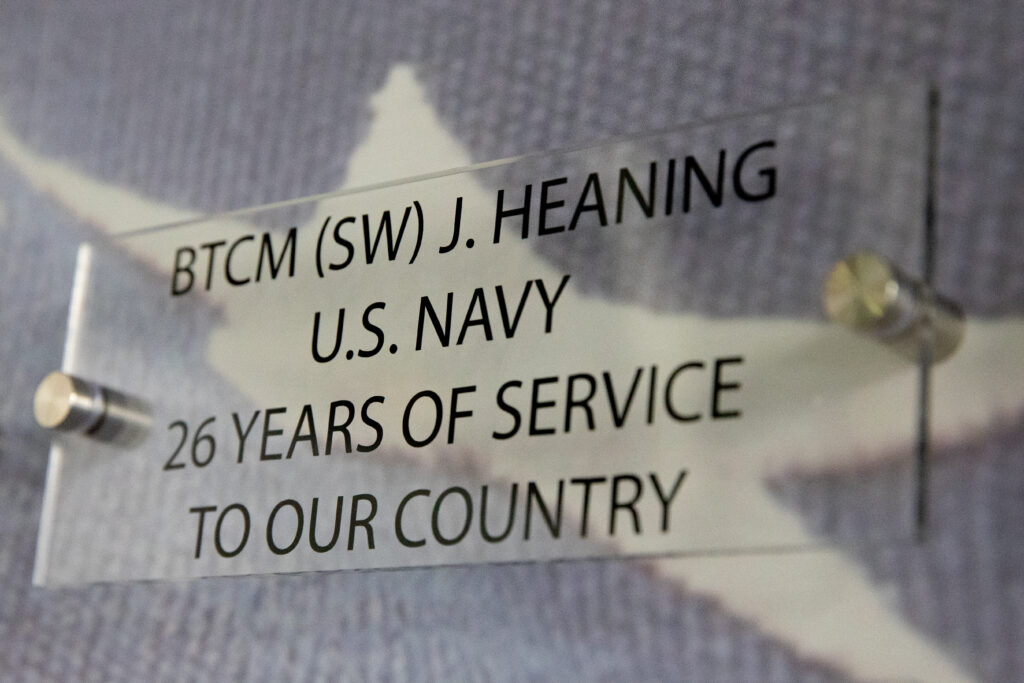 BTCM (SW) J. HEANING
U.S. NAVY
26 YEARS OF SERVICE
TO OUR COUNTRY